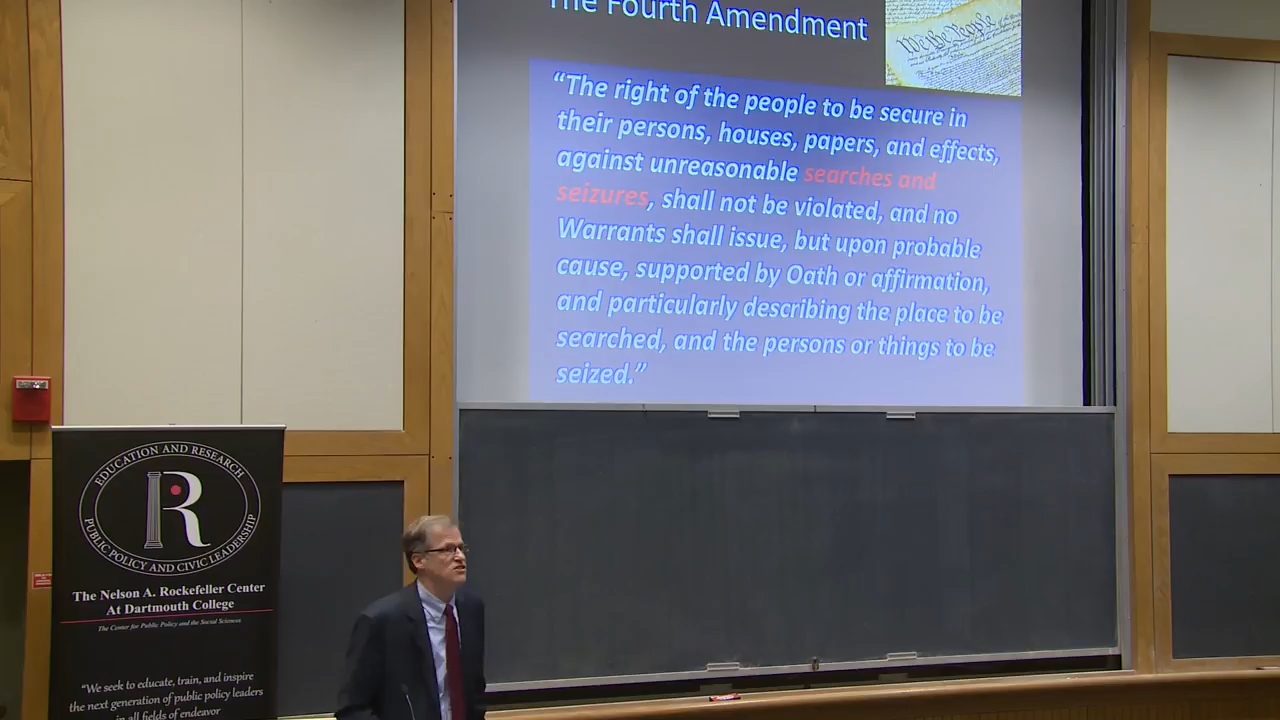 The Fourth Amendment
We the People
“The right of the people to be secure in
their persons, houses, papers, and effects,
against unreasonable searches and
seizures, shall not be violated, and no
Warrants shall issue, but upon probable
cause, supported by Oath or affirmation,
and particularly describing the place to be
searched, and the persons or things to be
seized.”
EDUCATION AND RESEARCH
R
PUBLIC POLICY AND CIVIC LEADERSHIP
The Nelson A. Rockefeller Center
At Dartmouth College
The Center for Public Policy and the Social Sciences
“We seek to educate, train, and inspire
the next generation of public policy leaders
in all fields of endeavor